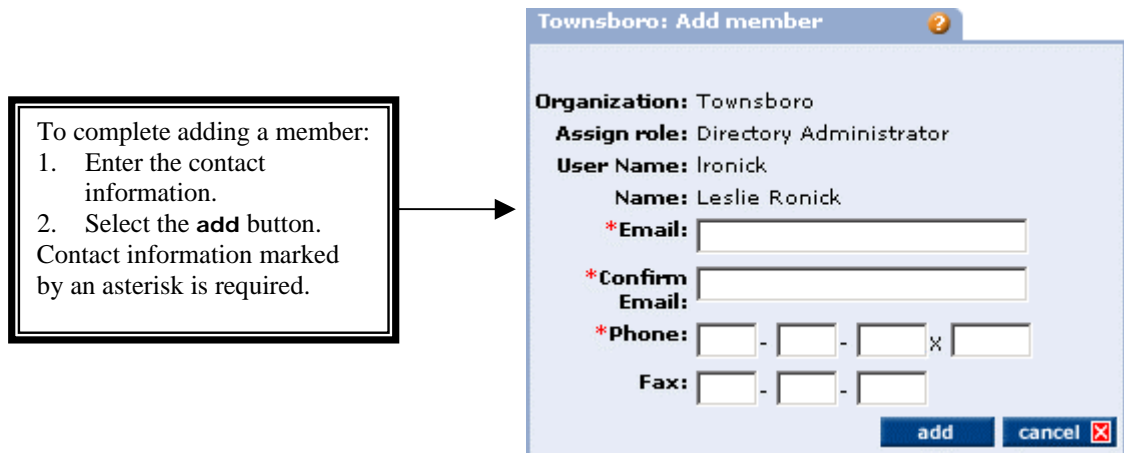 To complete adding a member:
1. Enter the contact
information.
2. Select the add button.
Contact information marked
by an asterisk is required.
Townsboro: Add member ?
Organization: Townsboro
Assign role: Directory Administrator
User Name: lronick
Name: Leslie Ronick
*Email:
*Confirm
Email:
*Phone: - - x
Fax: - -
add cancel X